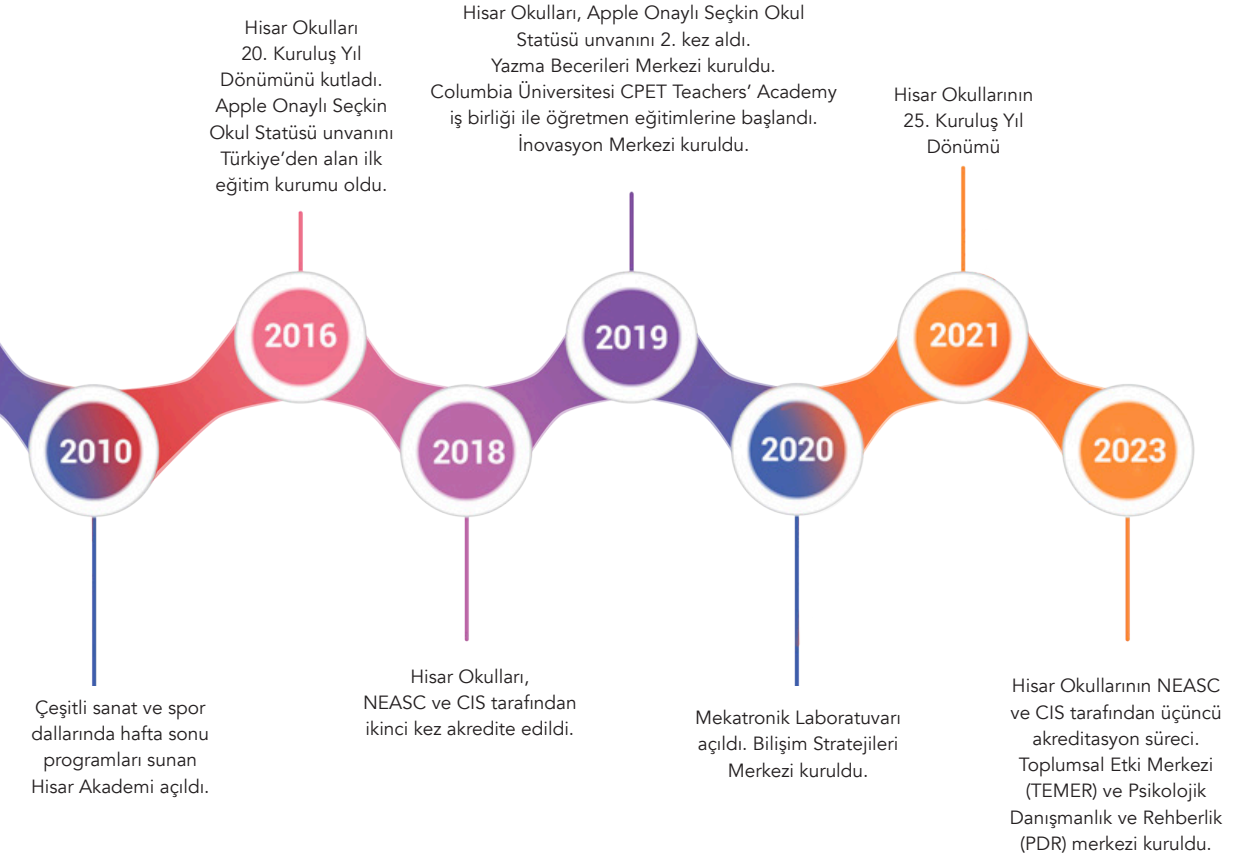 Hisar Okulları
20. Kuruluş Yıl
Dönümünü kutladı.
Apple Onaylı Seçkin
Okul Statüsü unvanını
Türkiye'den alan ilk
eğitim kurumu oldu.
Hisar Okulları, Apple Onaylı Seçkin Okul
Statüsü unvanını 2. kez aldı.
Yazma Becerileri Merkezi kuruldu.
Columbia Üniversitesi CPET Teachers' Academy
iş birliği ile öğretmen eğitimlerine başlandı.
İnovasyon Merkezi kuruldu.
Hisar Okullarının
25. Kuruluş Yıl
Dönümü
2016
2019
2021
2010
2018
2020
2023
Çeşitli sanat ve spor
dallarında hafta sonu
programları sunan
Hisar Akademi açıldı.
Hisar Okulları,
NEASC ve CIS tarafından
ikinci kez akredite edildi.
Mekatronik Laboratuvarı
açıldı. Bilişim Stratejileri
Merkezi kuruldu.
Hisar Okullarının NEASC
ve CIS tarafından üçüncü
akreditasyon süreci.
Toplumsal Etki Merkezi
(TEMER) ve Psikolojik
Danışmanlık ve Rehberlik
(PDR) merkezi kuruldu.